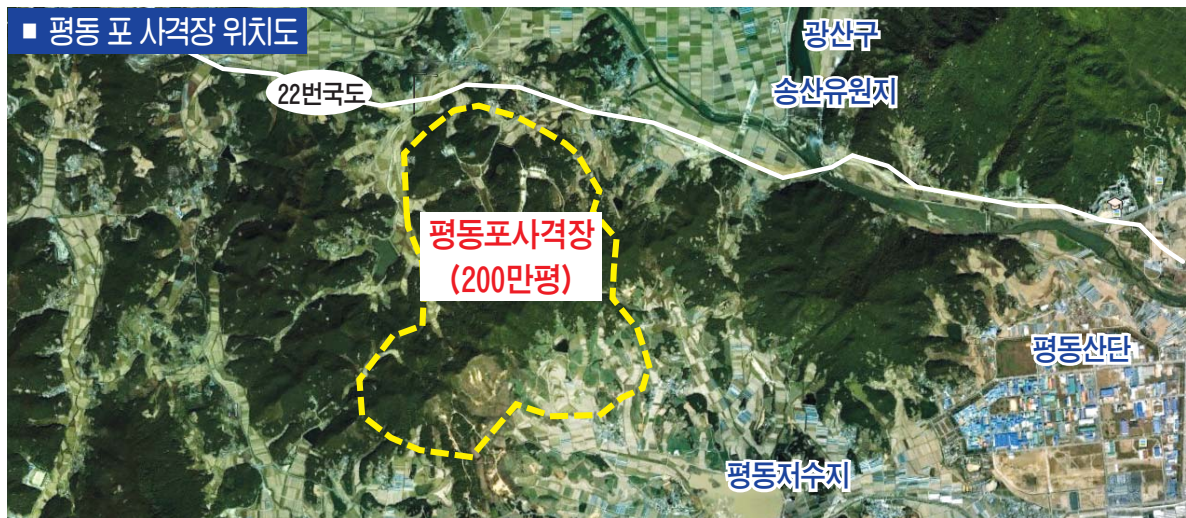 ■ 평동 포 사격장 위치도
광산구
22번국도
송산유원지
평동포사격장
(200만평)
평동산단
평동저수지